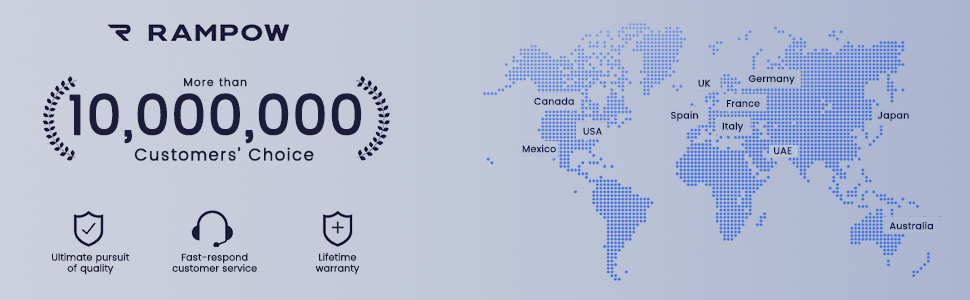 RAMPOW
More than
10,000,000
Customers' Choice
Ultimate pursuit
of quality
Fast-respond
customer service
Lifetime
warranty
UK
Germany
Canada
France
Spain
Japan
USA
Italy
Mexico
UAE
Australia